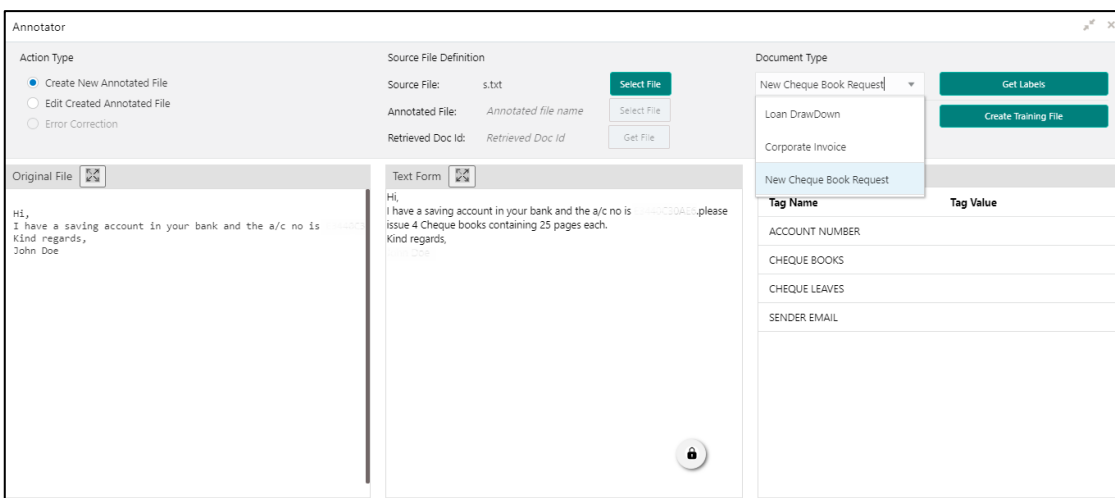 Annotator
Action Type
Create New Annotated File
Edit Created Annotated File
Error Correction
Source File Definition
Source File: s.txt Select File
Annotated File: Annotated file name Select File
Retrieved Doc Id: Retrieved Doc Id Get File
Document Type
New Cheque Book Request
Loan DrawDown
Corporate Invoice
New Cheque Book Request
Get Labels
Create Training File
Original File
Hi,
I have a saving account in your bank and the a/c no is
Kind regards,
John Doe
Text Form
Hi,
I have a saving account in your bank and the a/c no is .please
issue 4 Cheque books containing 25 pages each.
Kind regards,
Tag Name Tag Value
ACCOUNT NUMBER
CHEQUE BOOKS
CHEQUE LEAVES
SENDER EMAIL